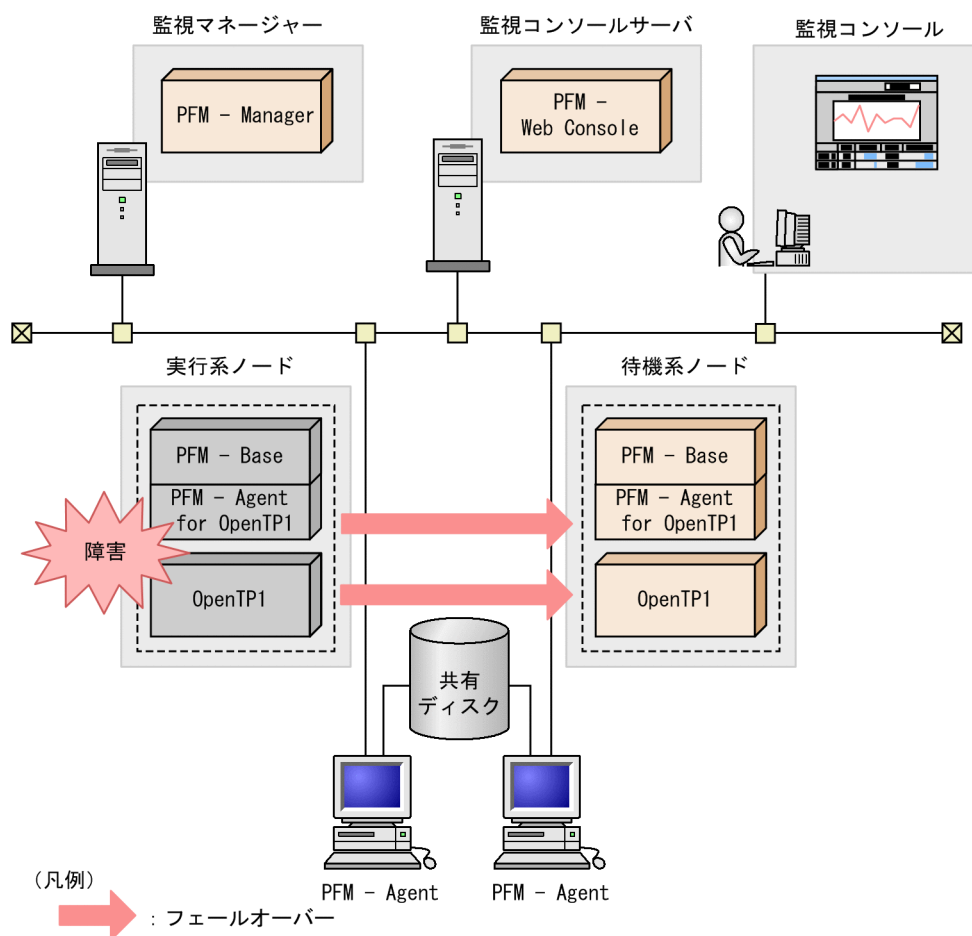 監視マネージャー
監視コンソールサーバ
監視コンソール
PFM － Manager
PFM －
Web Console
実行系ノード
待機系ノード
PFM － Base
PFM － Agent
for OpenTP1
OpenTP1
障害
PFM － Base
PFM － Agent
for OpenTP1
OpenTP1
共有
ディスク
PFM － Agent
PFM － Agent
（凡例）
：フェールオーバー